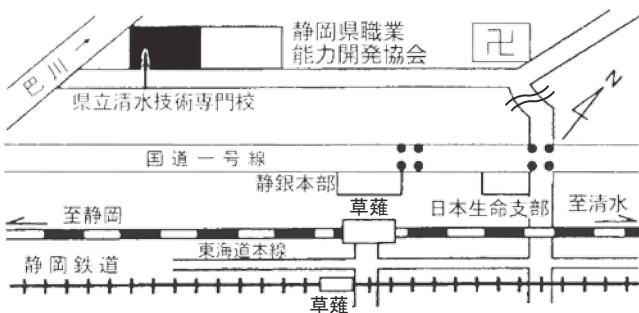 静岡県職業
能力開発協会
卍
巴川
県立清水技術専門校
N
国道一号線
静銀本部
日本生命支部
至静岡
草薙
至清水
東海道本線
静岡鉄道
草薙